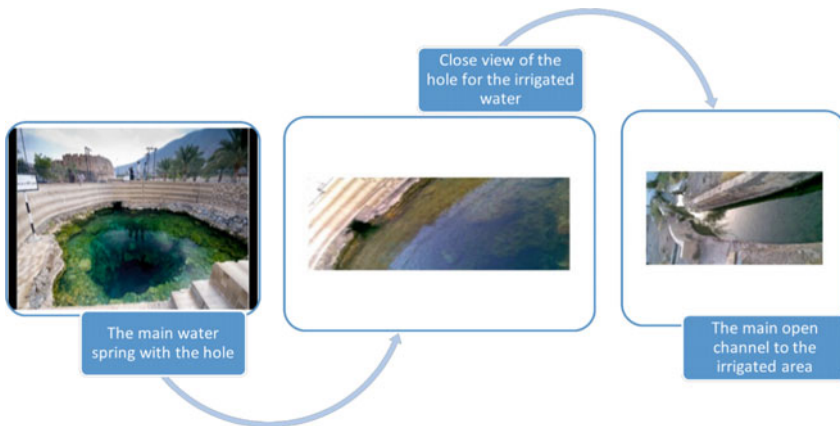 The main water
spring with the hole
Close view of the
hole for the irrigated
water
The main open
channel to the
irrigated area